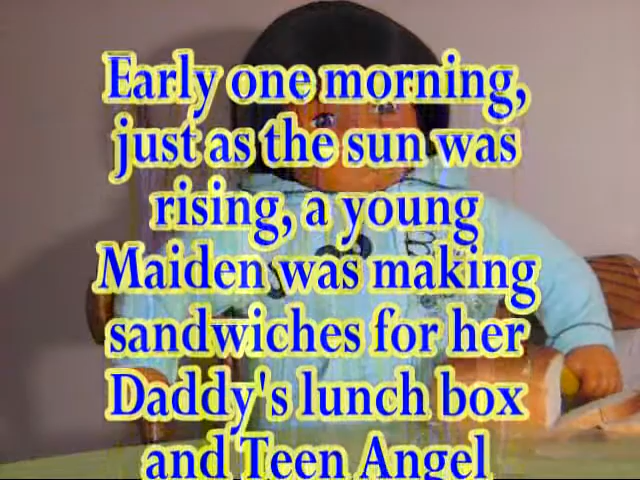 Early one morning,
just as the sun was
rising, a young
Maiden was making
sandwiches for her
Daddy's lunch box
and Teen Angel